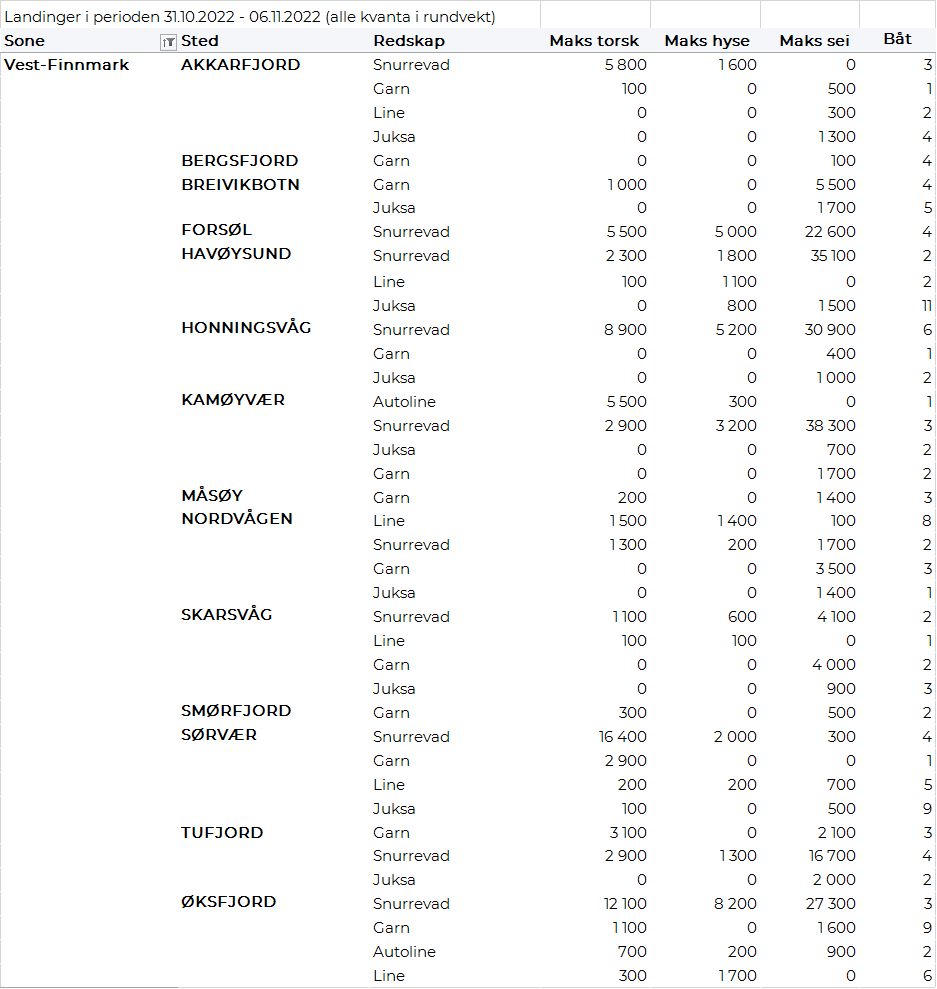 Landinger i perioden 31.10.2022 - 06.11.2022 (alle kvanta i rundvekt)
Sone Sted Redskap Maks torsk Maks hyse Maks sei Båt
Vest-Finnmark AKKARFJORD Snurrevad 5 800 1 600 0 3
Garn 100 0 500 1
Line 0 0 300 2
Juksa 0 0 1 300 4
BERGSFJORD Garn 0 0 100 4
BREIVIKBOTN Garn 1 000 0 5 500 4
Juksa 0 0 1 700 5
FORSØL Snurrevad 5 500 5 000 22 600 4
HAVØYSUND Snurrevad 2 300 1 800 35 100 2
Line 100 1 100 0 2
Juksa 0 800 1 500 11
HONNINGSVÅG Snurrevad 8 900 5 200 30 900 6
Garn 0 0 400 1
Juksa 0 0 1 000 2
KAMØYVÆR Autoline 5 500 300 0 1
Snurrevad 2 900 3 200 38 300 3
Juksa 0 0 700 2
Garn 0 0 1 700 2
MÅSØY Garn 200 0 1 400 3
NORDVÅGEN Line 1 500 1 400 100 8
Snurrevad 1 300 200 1 700 2
Garn 0 0 3 500 3
Juksa 0 0 1 400 1
SKARSVÅG Snurrevad 1 100 600 4 100 2
Line 100 100 0 1
Garn 0 0 4 000 2
Juksa 0 0 900 3
SMØRFJORD Garn 300 0 500 2
SØRVÆR Snurrevad 16 400 2 000 300 4
Garn 2 900 0 0 1
Line 200 200 700 5
Juksa 100 0 500 9
TUFJORD Garn 3 100 0 2 100 3
Snurrevad 2 900 1 300 16 700 4
Juksa 0 0 2 000 2
ØKSFJORD Snurrevad 12 100 8 200 27 300 3
Garn 1 100 0 1 600 9
Autoline 700 200 900 2
Line 300 1 700 0 6